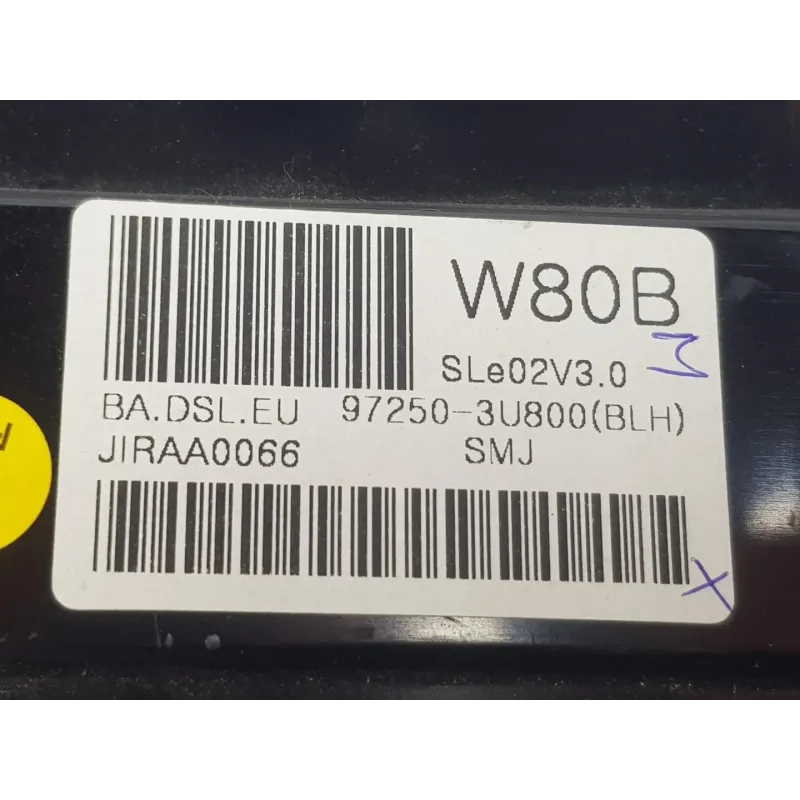 W80B
SLe02V3.0
BA.DSL.EU 97250-3U800(BLH)
JIRAA0066 SMJ